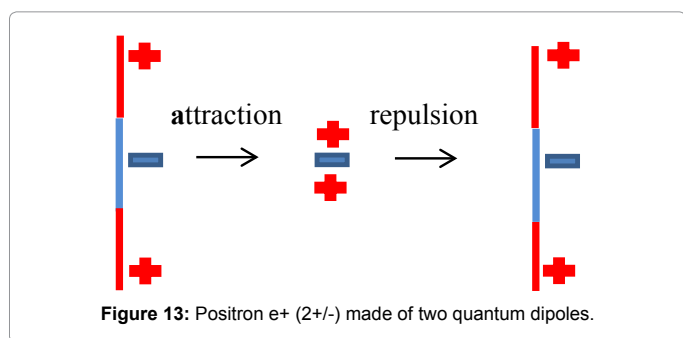 attraction repulsion
Figure 13: Positron e+ (2+/-) made of two quantum dipoles.